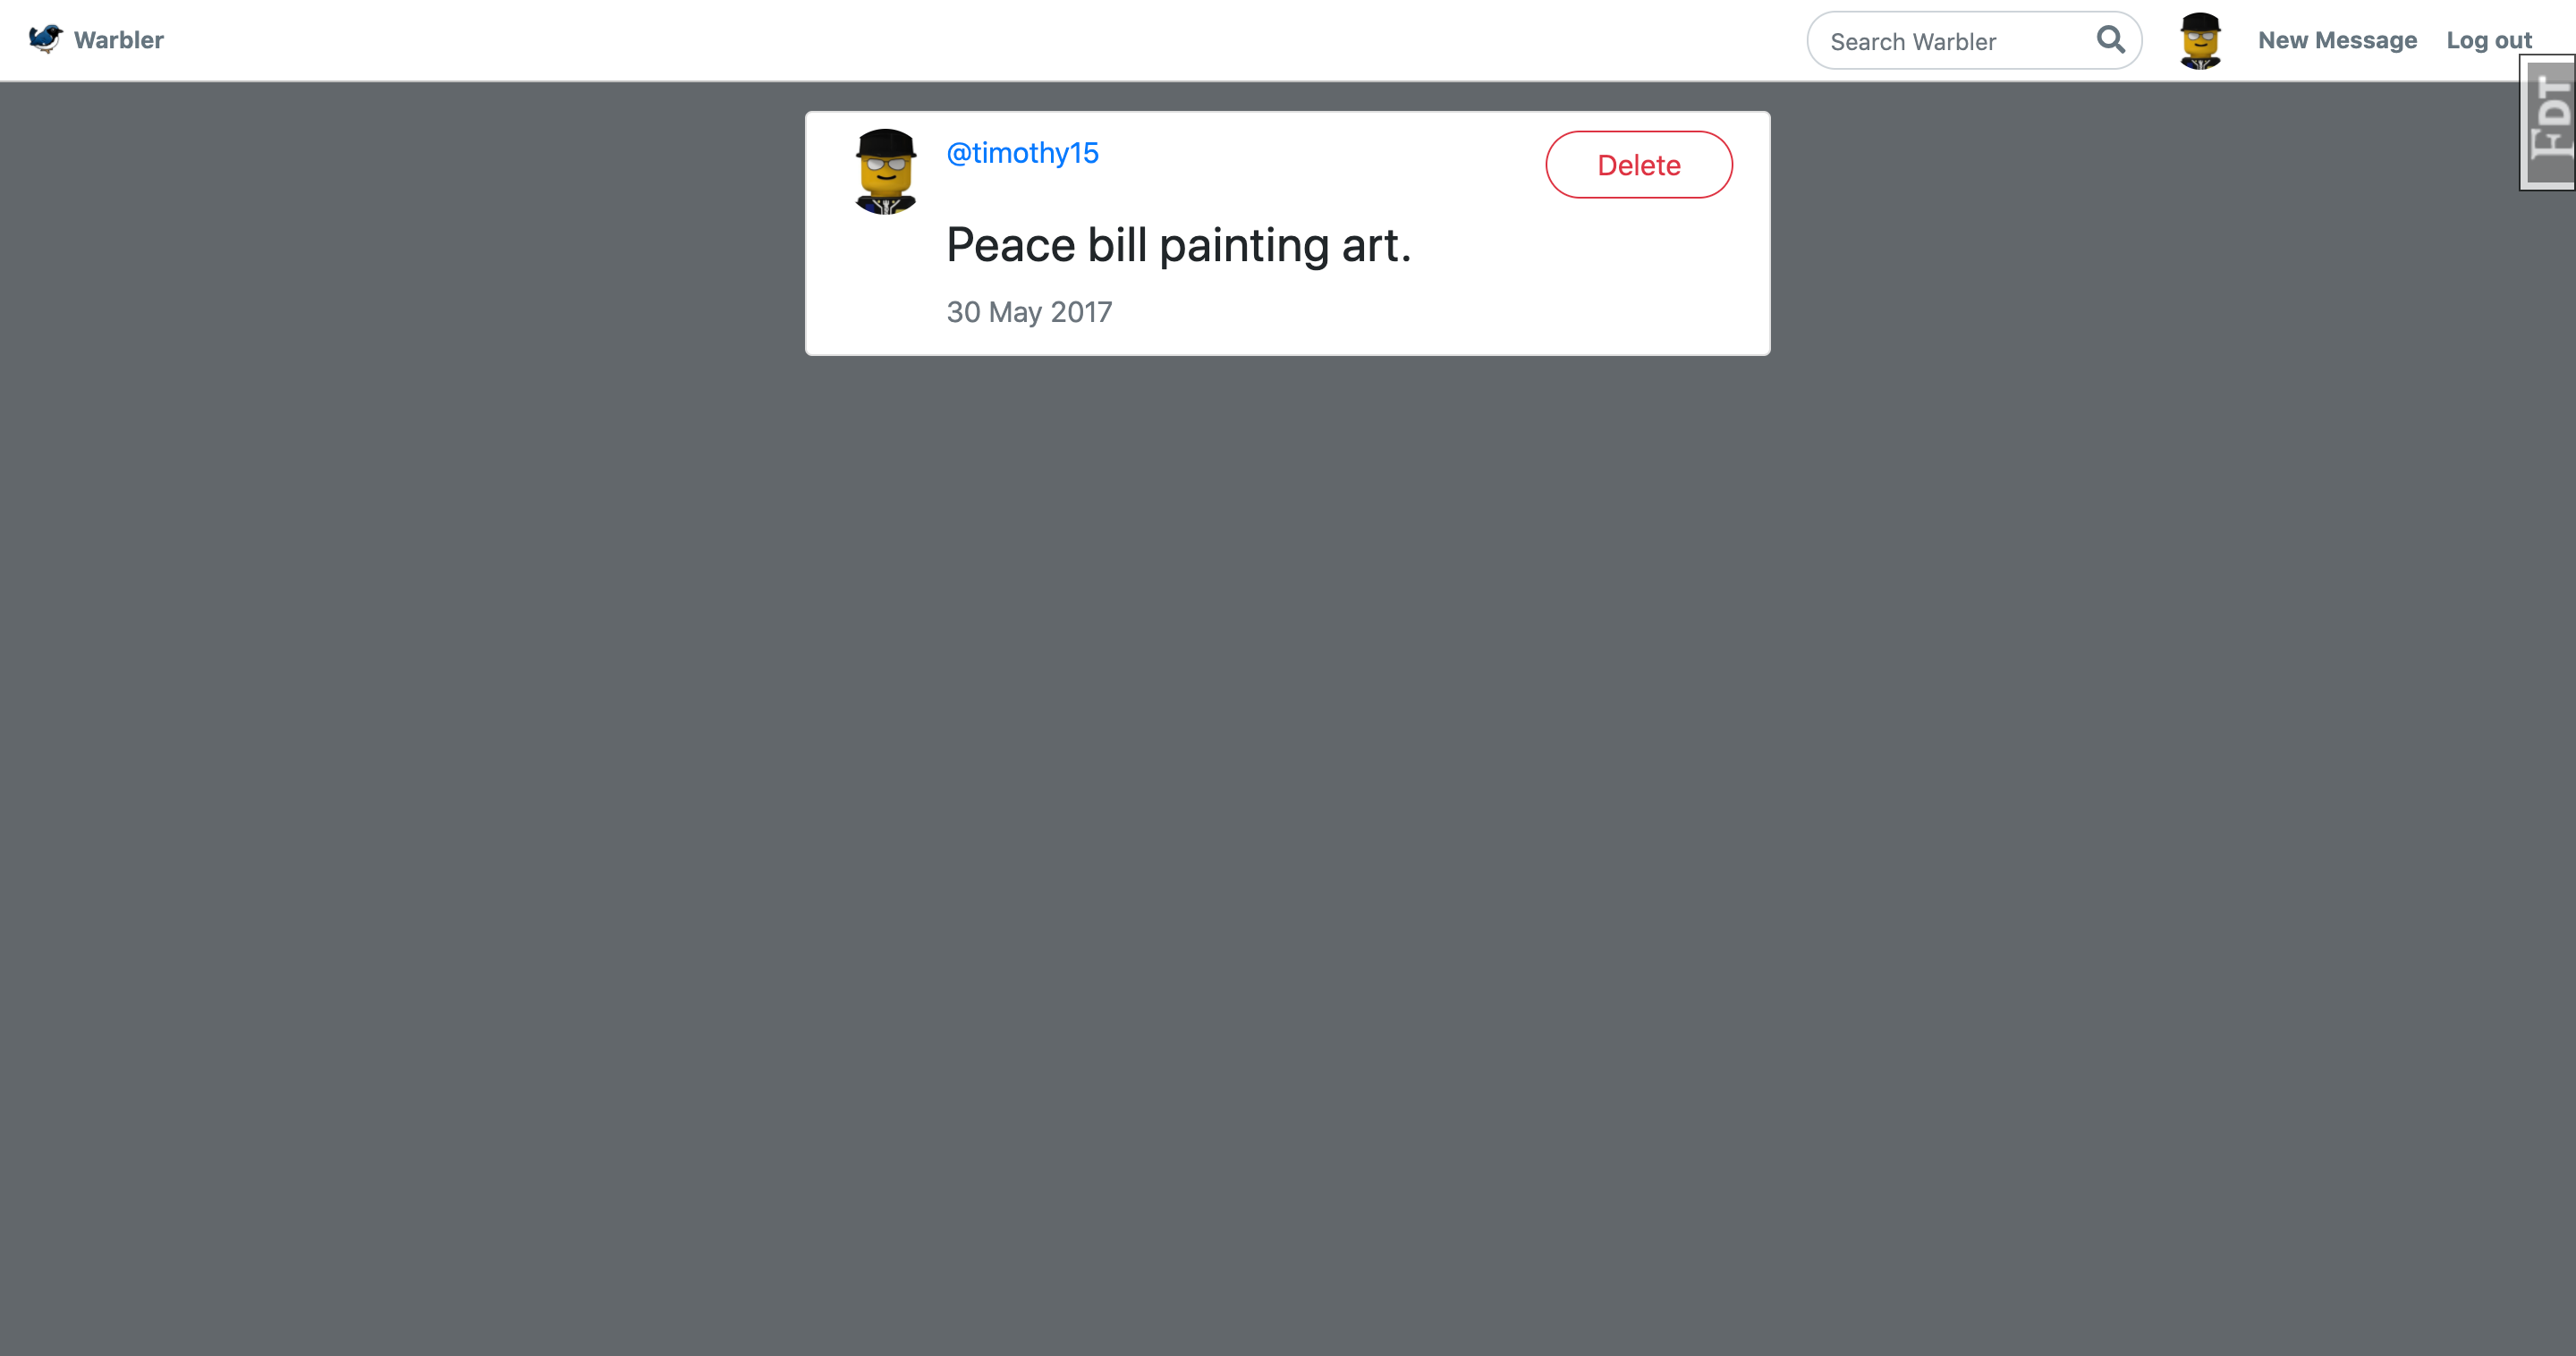 Warbler
Search Warbler
New Message
Log out
FDT
@timothy15
Delete
Peace bill painting art.
30 May 2017